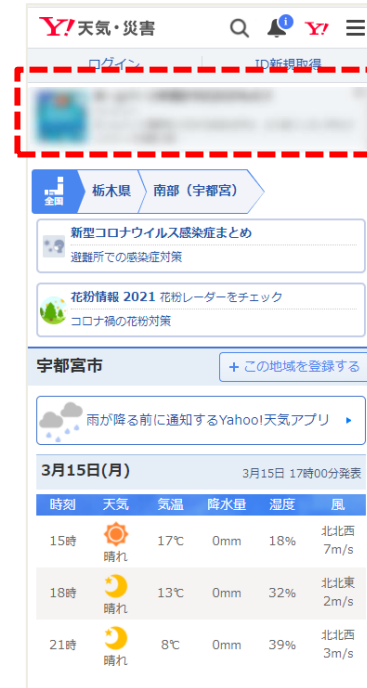 Y! 天気・災害
1
Y!
ログイン
ID新規取得
全国
栃木県
南部（宇都宮）
新型コロナウイルス感染症まとめ
避難所での感染症対策
花粉情報 2021 花粉レーダーをチェック
コロナ禍の花粉対策
宇都宮市
+ この地域を登録する
雨が降る前に通知するYahoo!天気アプリ
3月15日(月)
3月15日 17時00分発表
時刻 天気 気温 降水量 湿度 風
15時 晴れ 17℃ 0mm 18% 北北西 7m/s
18時 晴れ 13℃ 0mm 32% 北北東 2m/s
21時 晴れ 8℃ 0mm 39% 北北西 3m/s